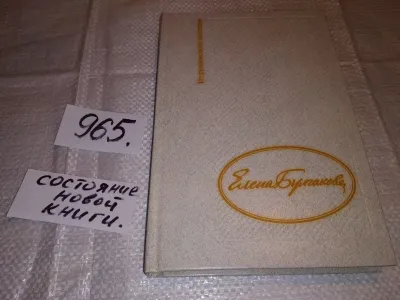 965.
состояние
новой
книги.
Елена Булгакова